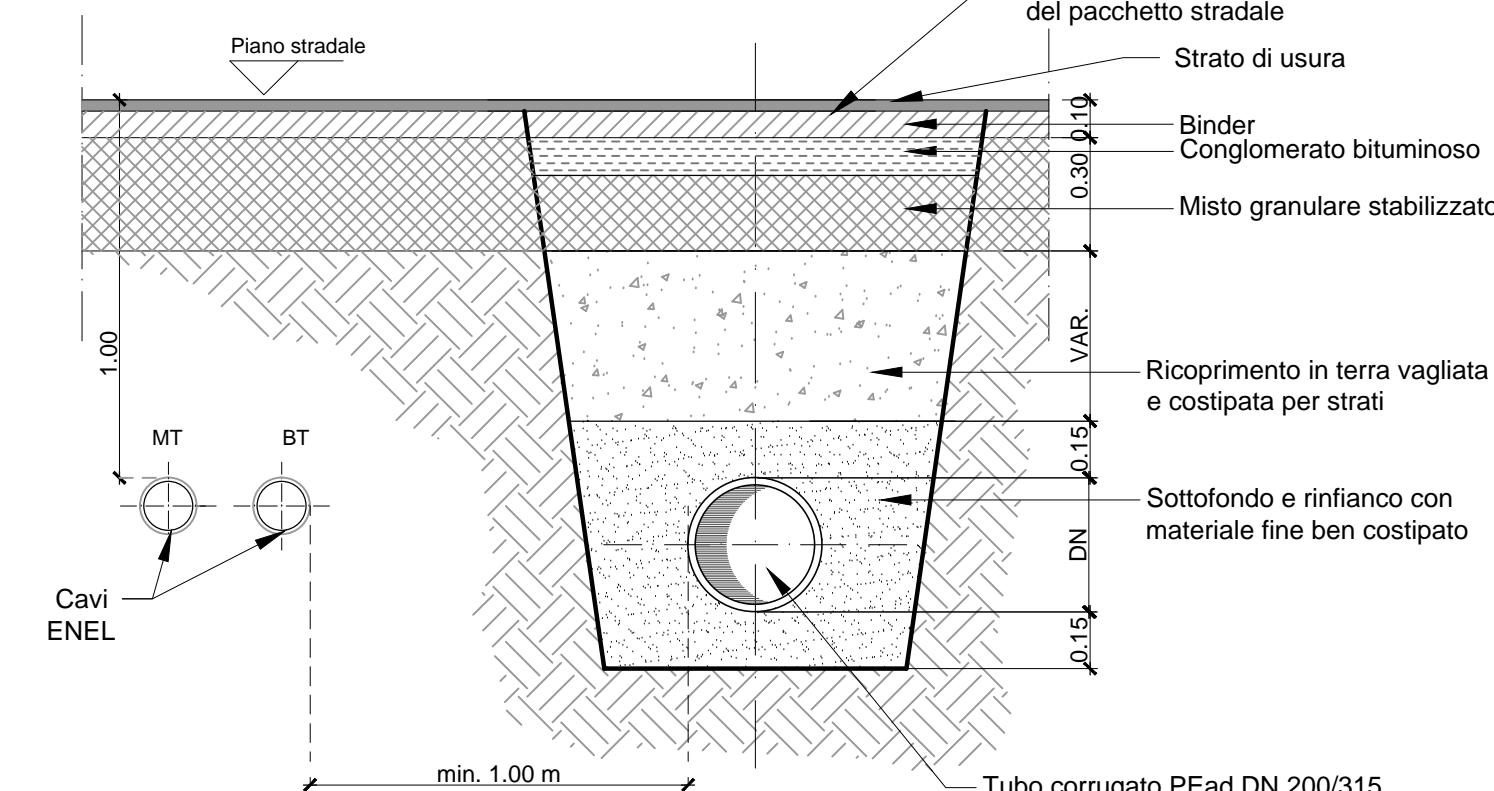 del pacchetto stradale
Piano stradale
Strato di usura
0.10
Binder
Conglomerato bituminoso
0.30
Misto granulare stabilizzato
1.00
VAR.
Ricoprimento in terra vagliata
e costipata per strati
MT
BT
0.15
Sottofondo e rinfianco con
materiale fine ben costipato
DN
Cavi
ENEL
0.15
min. 1.00 m
Tubo corrugato PEad DN 200/315